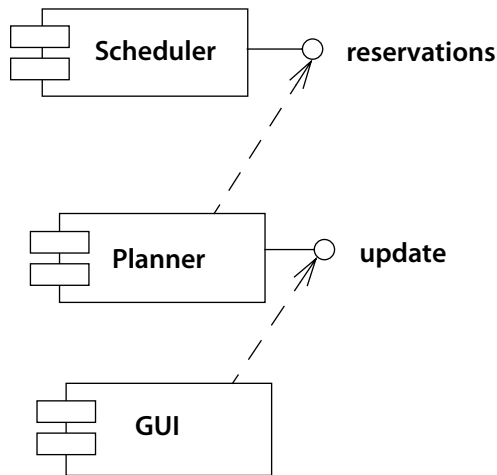 Scheduler
reservations
Planner
update
GUI